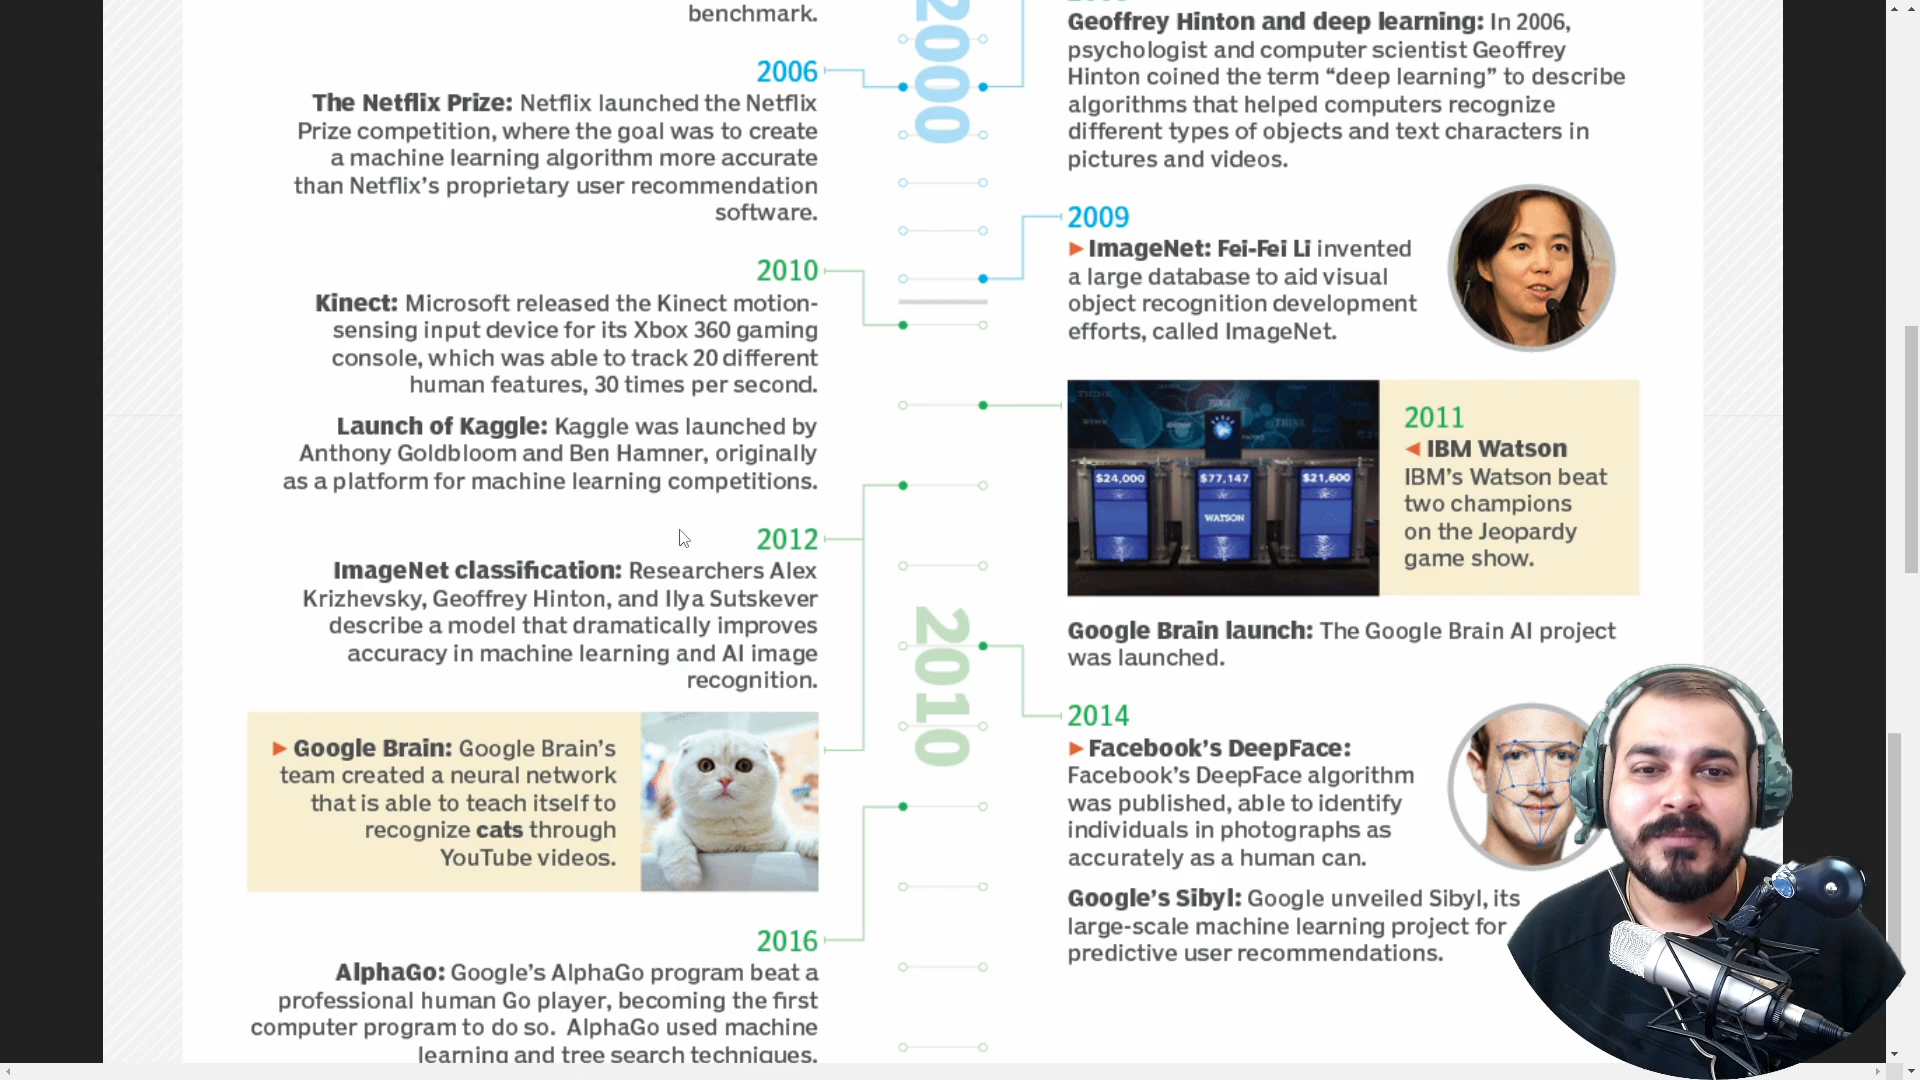 benchmark.
2006
The Netflix Prize: Netflix launched the Netflix
Prize competition, where the goal was to create
a machine learning algorithm more accurate
than Netflix's proprietary user recommendation
software.
2010
Kinect: Microsoft released the Kinect motion-
sensing input device for its Xbox 360 gaming
console, which was able to track 20 different
human features, 30 times per second.
Launch of Kaggle: Kaggle was launched by
Anthony Goldbloom and Ben Hamner, originally
as a platform for machine learning competitions.
2012
ImageNet classification: Researchers Alex
Krizhevsky, Geoffrey Hinton, and Ilya Sutskever
describe a model that dramatically improves
accuracy in machine learning and AI image
recognition.
► Google Brain: Google Brain's
team created a neural network
that is able to teach itself to
recognize cats through
YouTube videos.
2016
AlphaGo: Google's AlphaGo program beat a
professional human Go player, becoming the first
computer program to do so. AlphaGo used machine
learning and tree search techniques.
2000
2010
Geoffrey Hinton and deep learning: In 2006,
psychologist and computer scientist Geoffrey
Hinton coined the term “deep learning” to describe
algorithms that helped computers recognize
different types of objects and text characters in
pictures and videos.
2009
► ImageNet: Fei-Fei Li invented
a large database to aid visual
object recognition development
efforts, called ImageNet.
THINK
THINK
$24,000
$77,147
$21,600
WATSON
2011
◄ IBM Watson
IBM's Watson beat
two champions
on the Jeopardy
game show.
Google Brain launch: The Google Brain AI project
was launched.
2014
► Facebook's DeepFace:
Facebook's DeepFace algorithm
was published, able to identify
individuals in photographs as
accurately as a human can.
Google's Sibyl: Google unveiled Sibyl, its
large-scale machine learning project for
predictive user recommendations.